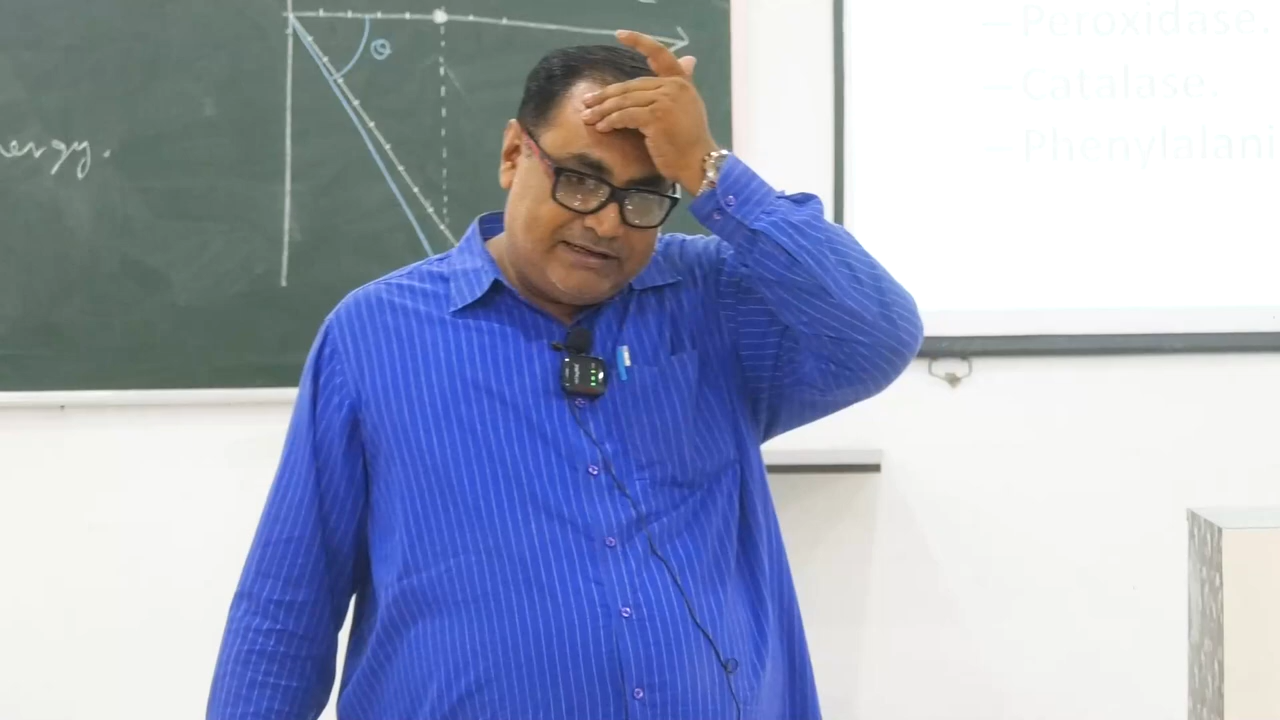 θ
ergy.
– Peroxidase.
– Catalase.
– Phenylalani